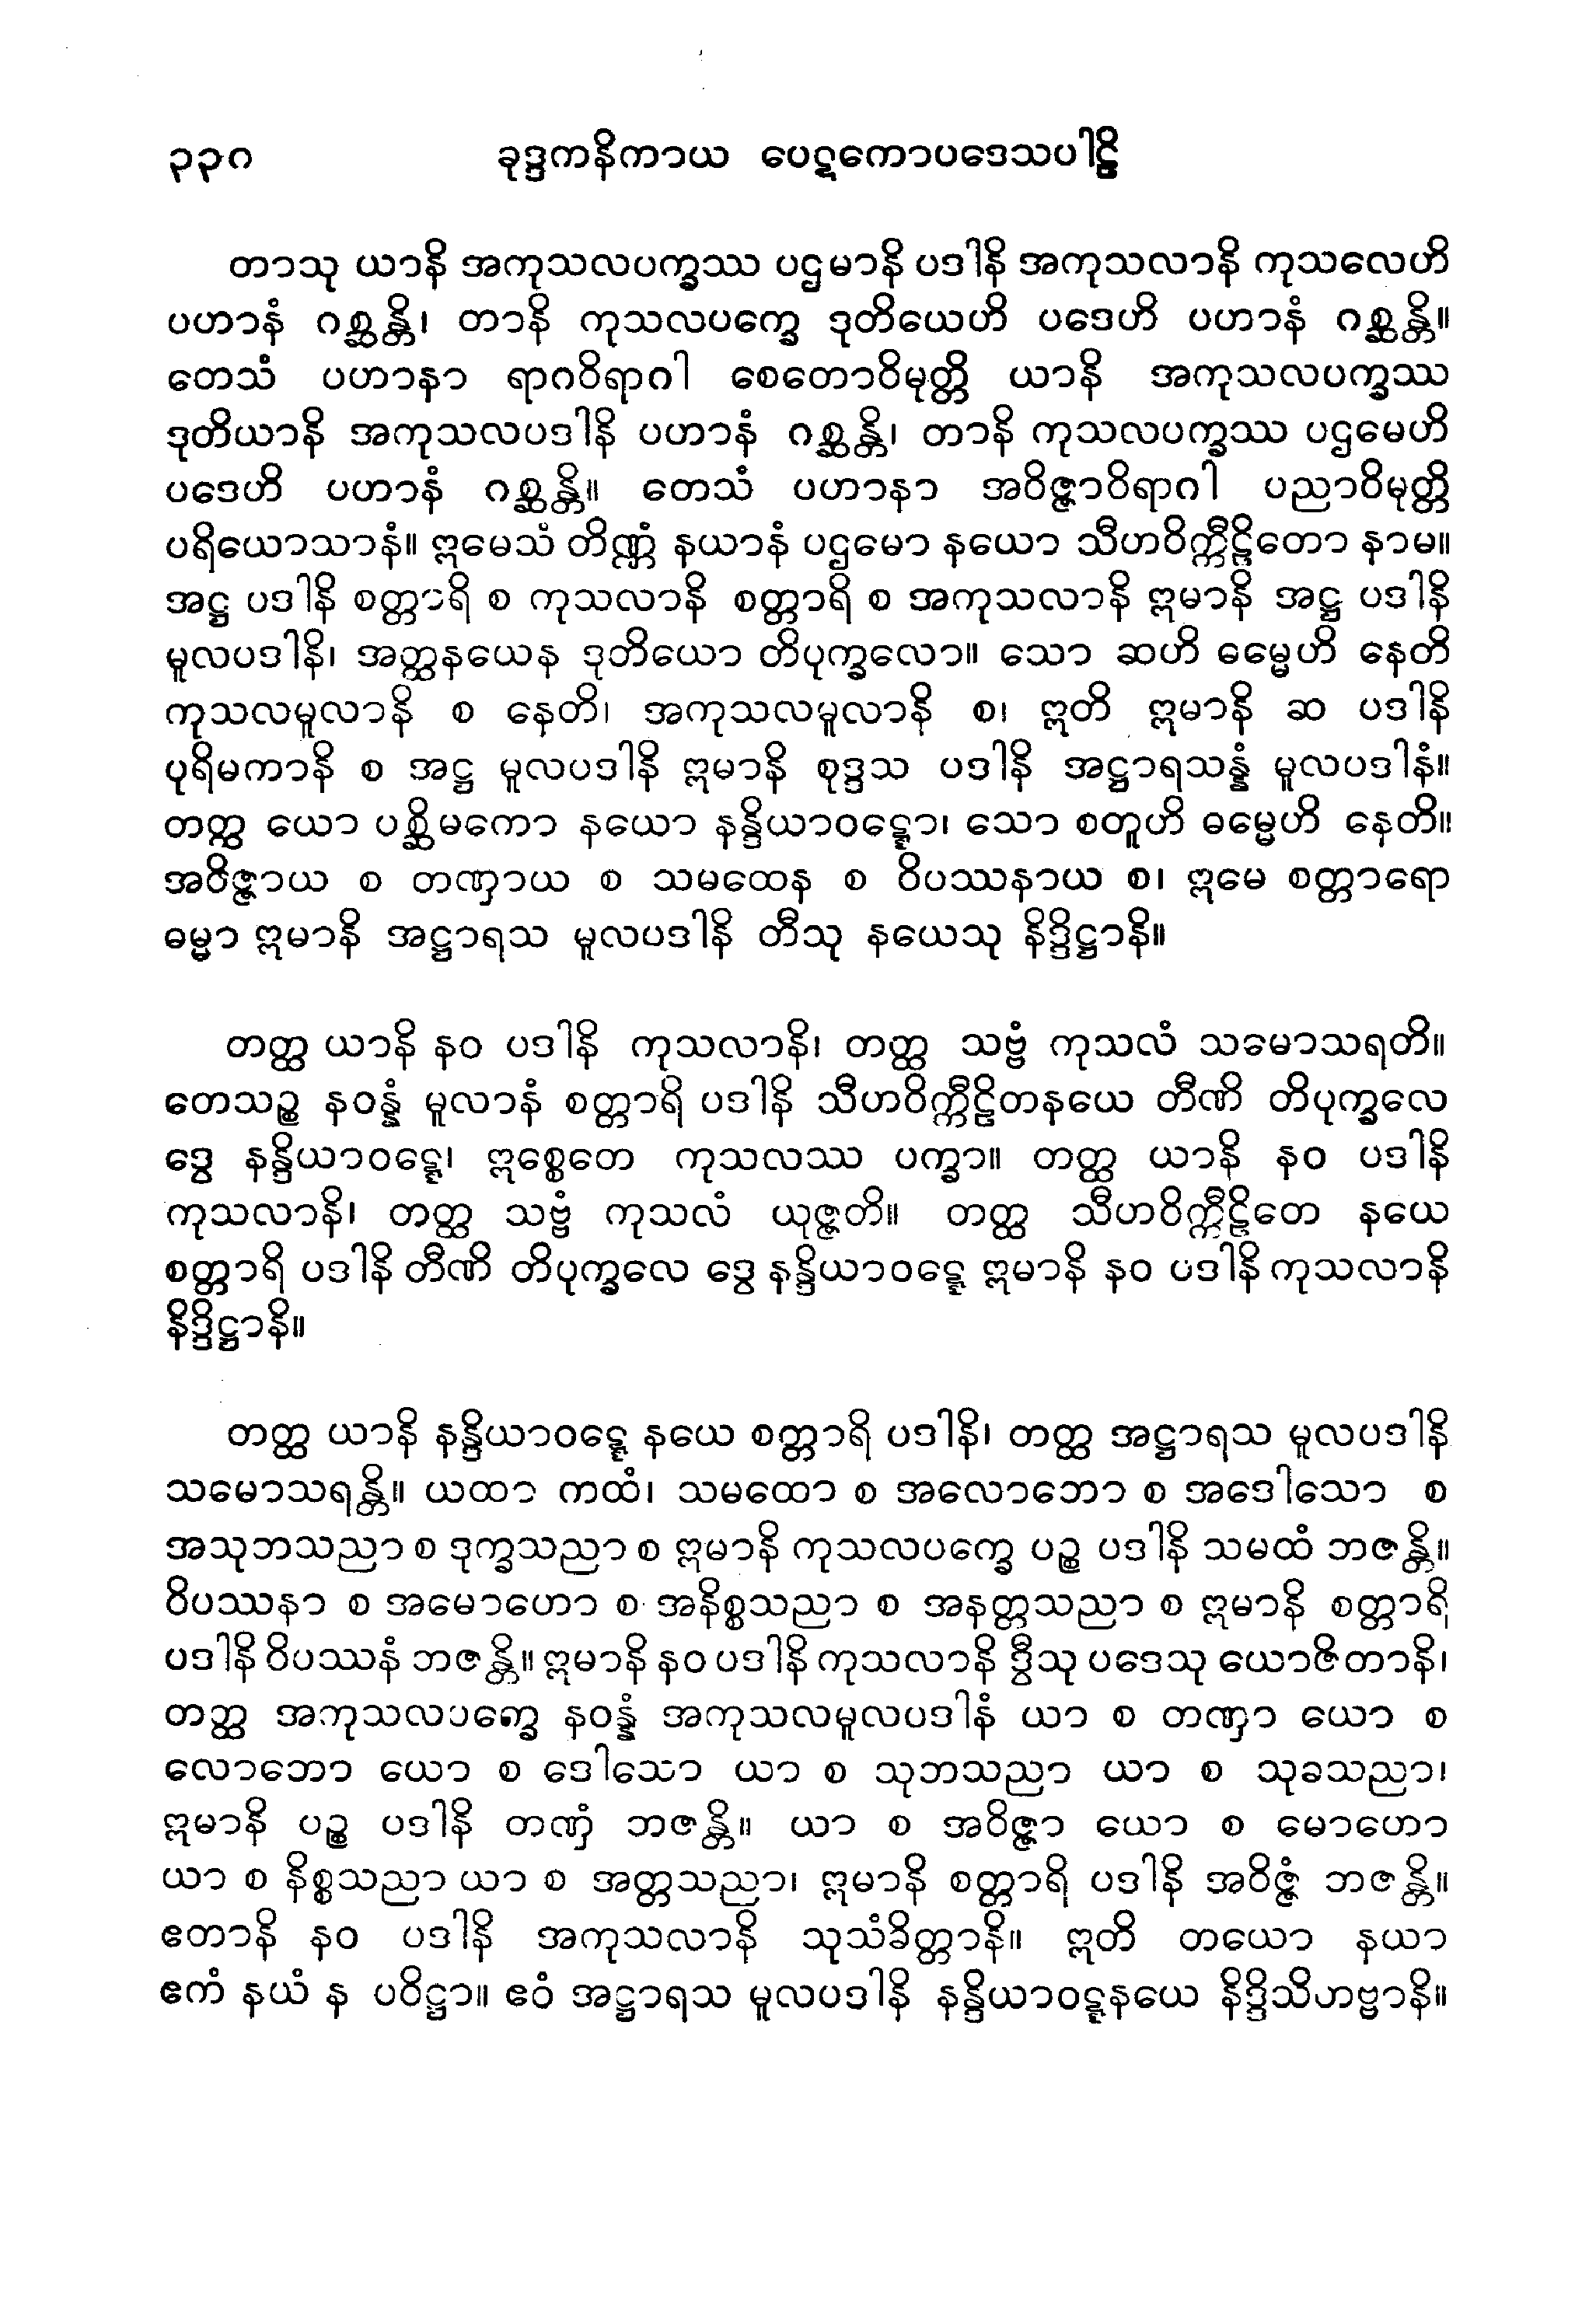 ၃၃၀ ခုဒ္ဒကနိကာယ ပေဋကောပဒေသပါဠိ
တာသု ယာနိ အကုသလပက္ခဿ ပဌမာနိ ပဒါနိ အကုသလာနိ ကုသလေဟိ
ပဟာနံ ဂစ္ဆန္တိ၊ တာနိ ကုသလပက္ခေ ဒုတိယေဟိ ပဒေဟိ ပဟာနံ ဂစ္ဆန္တိ။
တေသံ ပဟာနာ ရာဂဝိရာဂါ စေတောဝိမုတ္တိ ယာနိ အကုသလပက္ခဿ
ဒုတိယာနိ အကုသလပဒါနိ ပဟာနံ ဂစ္ဆန္တိ၊ တာနိ ကုသလပက္ခဿ ပဌမေဟိ
ပဒေဟိ ပဟာနံ ဂစ္ဆန္တိ။ တေသံ ပဟာနာ အဝိဇ္ဇာဝိရာဂါ ပညာဝိမုတ္တိ
ပရိယောသာနံ။ ဣမေသံ တိဏ္ဏံ နယာနံ ပဌမော နယော သီဟဝိက္ကီဠိတော နာမ။
အဋ္ဌ ပဒါနိ စတ္တာရိ စ ကုသလာနိ စတ္တာရိ စ အကုသလာနိ ဣမာနိ အဋ္ဌ ပဒါနိ
မူလပဒါနိ၊ အတ္ထနယေန ဒုတိယော တိပုက္ခလော။ သော ဆဟိ ဓမ္မေဟိ နေတိ
ကုသလမူလာနိ စ နေတိ၊ အကုသလမူလာနိ စ၊ ဣတိ ဣမာနိ ဆ ပဒါနိ
ပုရိမကာနိ စ အဋ္ဌ မူလပဒါနိ ဣမာနိ စုဒ္ဒသ ပဒါနိ အဋ္ဌာရသန္နံ မူလပဒါနံ။
တတ္ထ ယော ပစ္ဆိမကော နယော နန္ဒိယာဝဋ္ဋော၊ သော စတူဟိ ဓမ္မေဟိ နေတိ။
အဝိဇ္ဇာယ စ တဏှာယ စ သမထေန စ ဝိပဿနာယ စ၊ ဣမေ စတ္တာရော
ဓမ္မာ ဣမာနိ အဋ္ဌာရသ မူလပဒါနိ တီသု နယေသု နိဒ္ဒိဋ္ဌာနိ။
တတ္ထ ယာနိ နဝ ပဒါနိ ကုသလာနိ၊ တတ္ထ သဗ္ဗံ ကုသလံ သမောသရတိ။
တေသဉ္စ နဝန္နံ မူလာနံ စတ္တာရိ ပဒါနိ သီဟဝိက္ကီဠိတနယေ တီဏိ တိပုက္ခလေ
ဒွေ နန္ဒိယာဝဋ္ဋေ၊ ဣစ္စေတေ ကုသလဿ ပက္ခာ။ တတ္ထ ယာနိ နဝ ပဒါနိ
ကုသလာနိ၊ တတ္ထ သဗ္ဗံ ကုသလံ ယုဇ္ဇတိ။ တတ္ထ သီဟဝိက္ကီဠိတေ နယေ
စတ္တာရိ ပဒါနိ တီဏိ တိပုက္ခလေ ဒွေ နန္ဒိယာဝဋ္ဋေ ဣမာနိ နဝ ပဒါနိ ကုသလာနိ
နိဒ္ဒိဋ္ဌာနိ။
တတ္ထ ယာနိ နန္ဒိယာဝဋ္ဋေ နယေ စတ္တာရိ ပဒါနိ၊ တတ္ထ အဋ္ဌာရသ မူလပဒါနိ
သမောသရန္တိ။ ယထာ ကထံ၊ သမထော စ အလောဘော စ အဒေါသော စ
အသုဘသညာ စ ဒုက္ခသညာ စ ဣမာနိ ကုသလပက္ခေ ပဉ္စ ပဒါနိ သမထံ ဘဇန္တိ။
ဝိပဿနာ စ အမောဟော စ အနိစ္စသညာ စ အနတ္တသညာ စ ဣမာနိ စတ္တာရိ
ပဒါနိ ဝိပဿနံ ဘဇန္တိ။ ဣမာနိ နဝ ပဒါနိ ကုသလာနိ ဒွီသု ပဒေသု ယောဇိတာနိ၊
တတ္ထ အကုသလပက္ခေ နဝန္နံ အကုသလမူလပဒါနံ ယာ စ တဏှာ ယော စ
လောဘော ယော စ ဒေါသော ယာ စ သုဘသညာ ယာ စ သုခသညာ၊
ဣမာနိ ပဉ္စ ပဒါနိ တဏှံ ဘဇန္တိ။ ယာ စ အဝိဇ္ဇာ ယော စ မောဟော
ယာ စ နိစ္စသညာ ယာ စ အတ္တသညာ၊ ဣမာနိ စတ္တာရိ ပဒါနိ အဝိဇ္ဇံ ဘဇန္တိ။
ဧတာနိ နဝ ပဒါနိ အကုသလာနိ သုသံခိတ္တာနိ။ ဣတိ တယော နယာ
ဧကံ နယံ န ပဝိဋ္ဌာ။ ဧဝံ အဋ္ဌာရသ မူလပဒါနိ နန္ဒိယာဝဋ္ဋနယေ နိဒ္ဒိသိဟဗ္ဗာနိ။